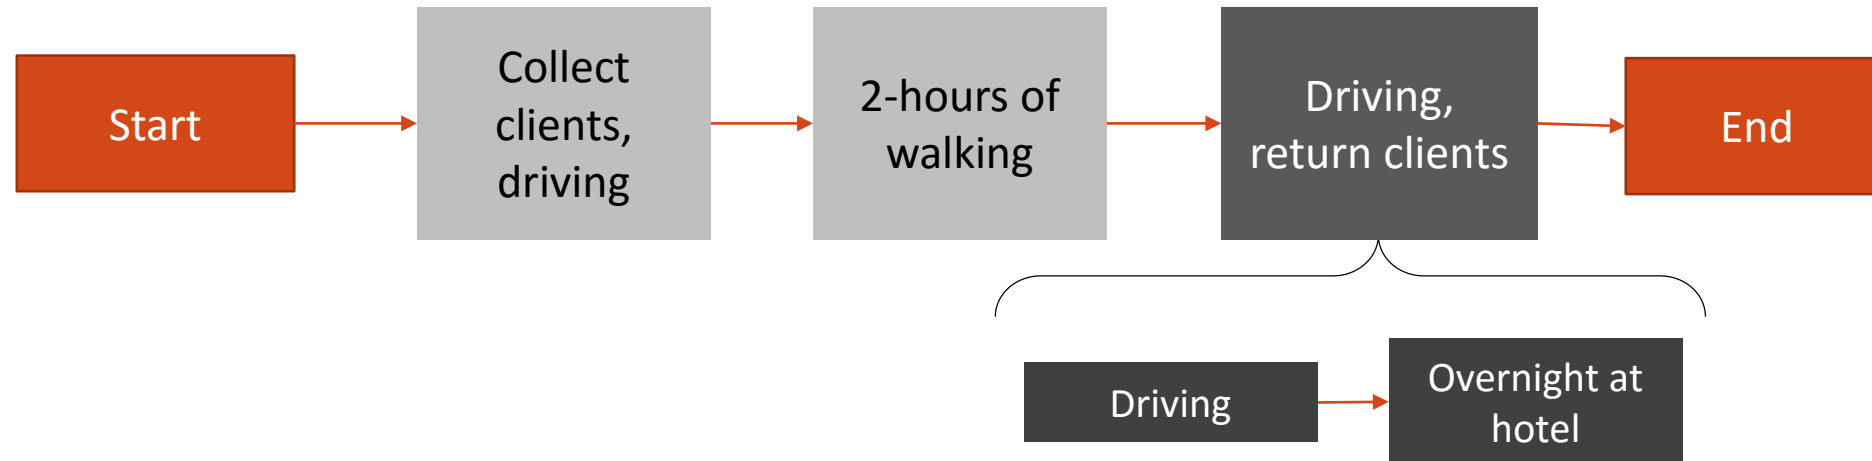 Start
Collect
clients,
driving
2-hours of
walking
Driving,
return clients
End
Driving
Overnight at
hotel